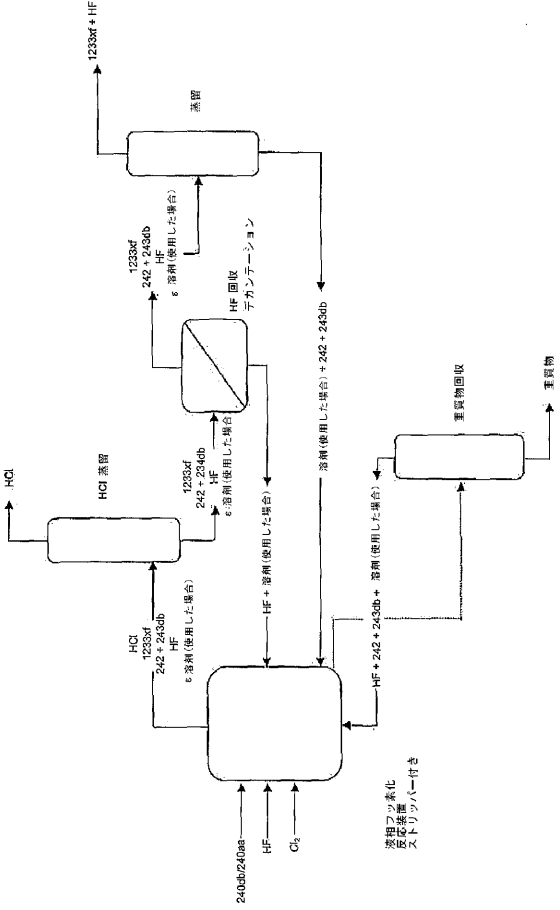 240db/240aa
HF
Cl₂
液相フッ素化
反応装置
ストリッパー付き
HCl
1233xf
242 + 243db
HF
ε 溶剤(使用した場合)
HCl 蒸留
HCl
1233xf
242 + 234db
HF
ε 溶剤(使用した場合)
HF 回収
デガンテーション
1233xf
242 + 243db
HF
ε 溶剤(使用した場合)
蒸留
1233xf + HF
HF + 溶剤(使用した場合)
溶剤(使用した場合) + 242 + 243db
HF + 242 + 243db + 溶剤(使用した場合)
重質物回収
重質物